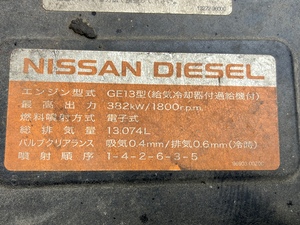 NISSAN DIESEL
エンジン型式 GE13型(給気冷却器付過給機付)
最高出力 382kW/1800r.p.m.
燃料噴射方式 電子式
総排気量 13,074L
バルブクリアランス 吸気0.4mm/排気0.6mm(冷時)
噴射順序 1-4-2-6-3-5